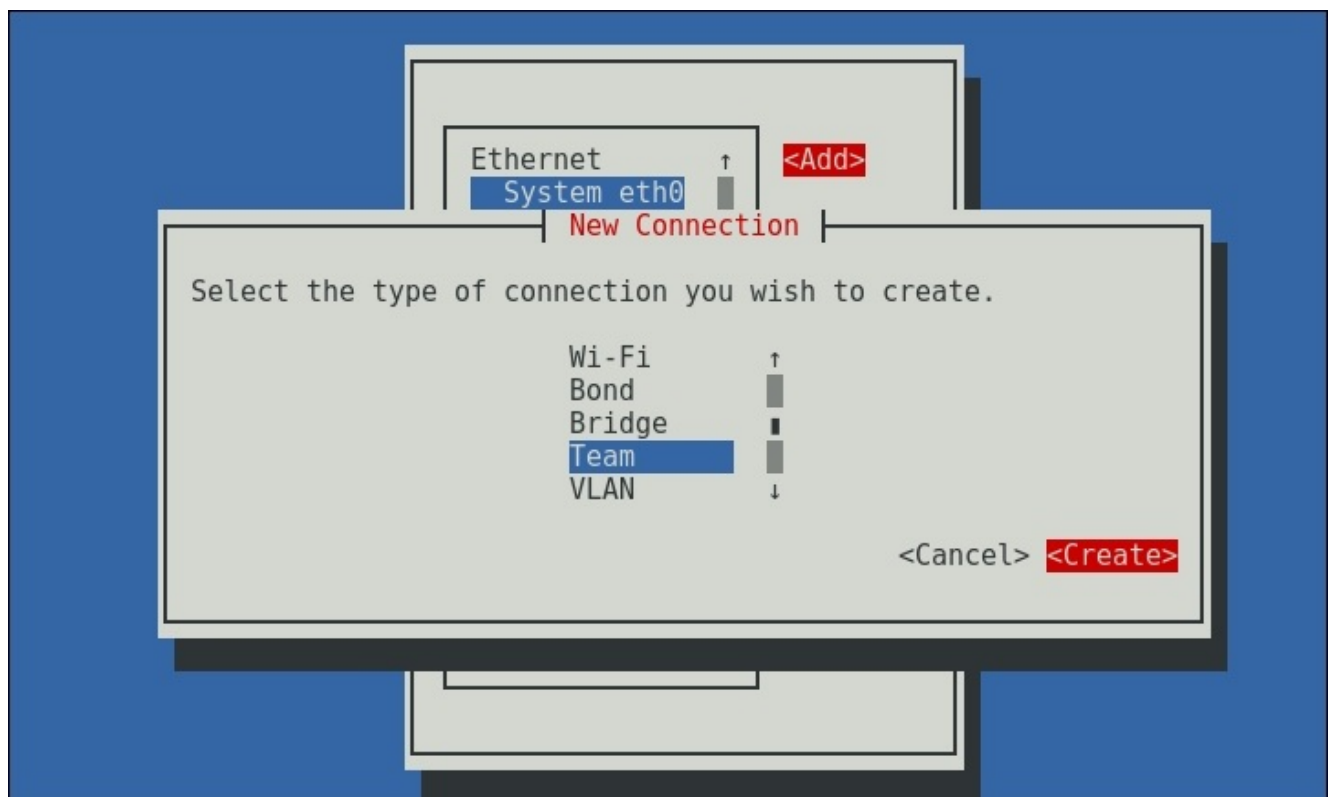 Ethernet ↑ <Add>
System eth0
New Connection
Select the type of connection you wish to create.
Wi-Fi ↑
Bond
Bridge
Team
VLAN ↓
<Cancel> <Create>